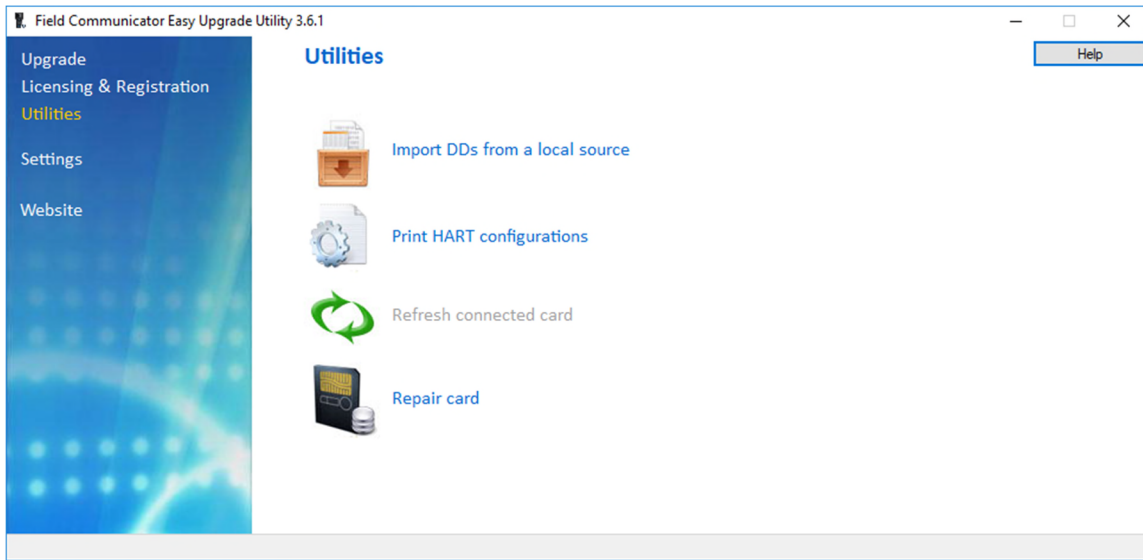 Field Communicator Easy Upgrade Utility 3.6.1
Upgrade
Licensing & Registration
Utilities
Settings
Website
Utilities
Help
Import DDs from a local source
Print HART configurations
Refresh connected card
Repair card